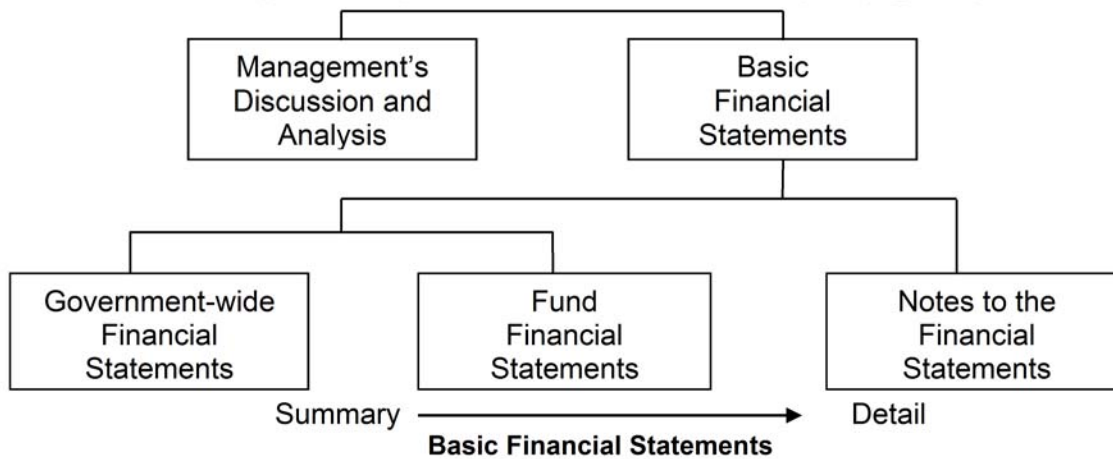 Management’s
Discussion and
Analysis
Basic
Financial
Statements
Government-wide
Financial
Statements
Fund
Financial
Statements
Notes to the
Financial
Statements
Summary
Detail
Basic Financial Statements